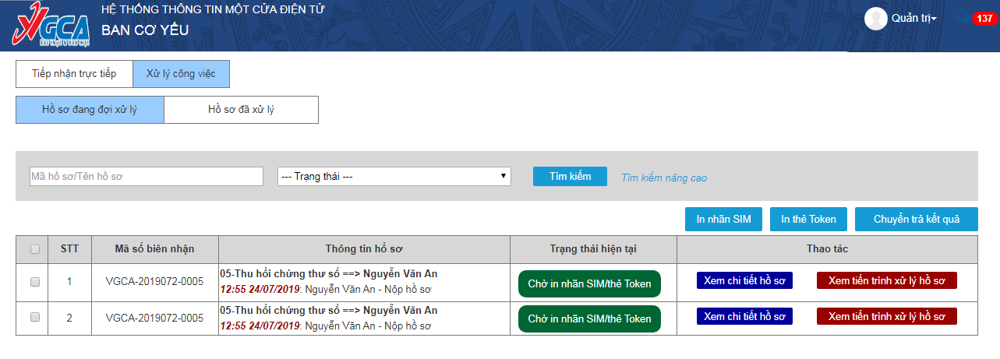 HỆ THỐNG THÔNG TIN MỘT CỬA ĐIỆN TỬ
VGCA
Xác thực & Bảo mật
BAN CƠ YẾU
Quản trị
137
Tiếp nhận trực tiếp Xử lý công việc
Hồ sơ đang đợi xử lý Hồ sơ đã xử lý
Mã hồ sơ/Tên hồ sơ --- Trạng thái --- Tìm kiếm Tìm kiếm nâng cao
In nhãn SIM In thẻ Token Chuyển trả kết quả
STT Mã số biên nhận Thông tin hồ sơ Trạng thái hiện tại Thao tác
1 VGCA-2019072-0005 05-Thu hồi chứng thư số ==> Nguyễn Văn An
12:55 24/07/2019: Nguyễn Văn An - Nộp hồ sơ
Chờ in nhãn SIM/thẻ Token Xem chi tiết hồ sơ Xem tiến trình xử lý hồ sơ
2 VGCA-2019072-0005 05-Thu hồi chứng thư số ==> Nguyễn Văn An
12:55 24/07/2019: Nguyễn Văn An - Nộp hồ sơ
Chờ in nhãn SIM/thẻ Token Xem chi tiết hồ sơ Xem tiến trình xử lý hồ sơ